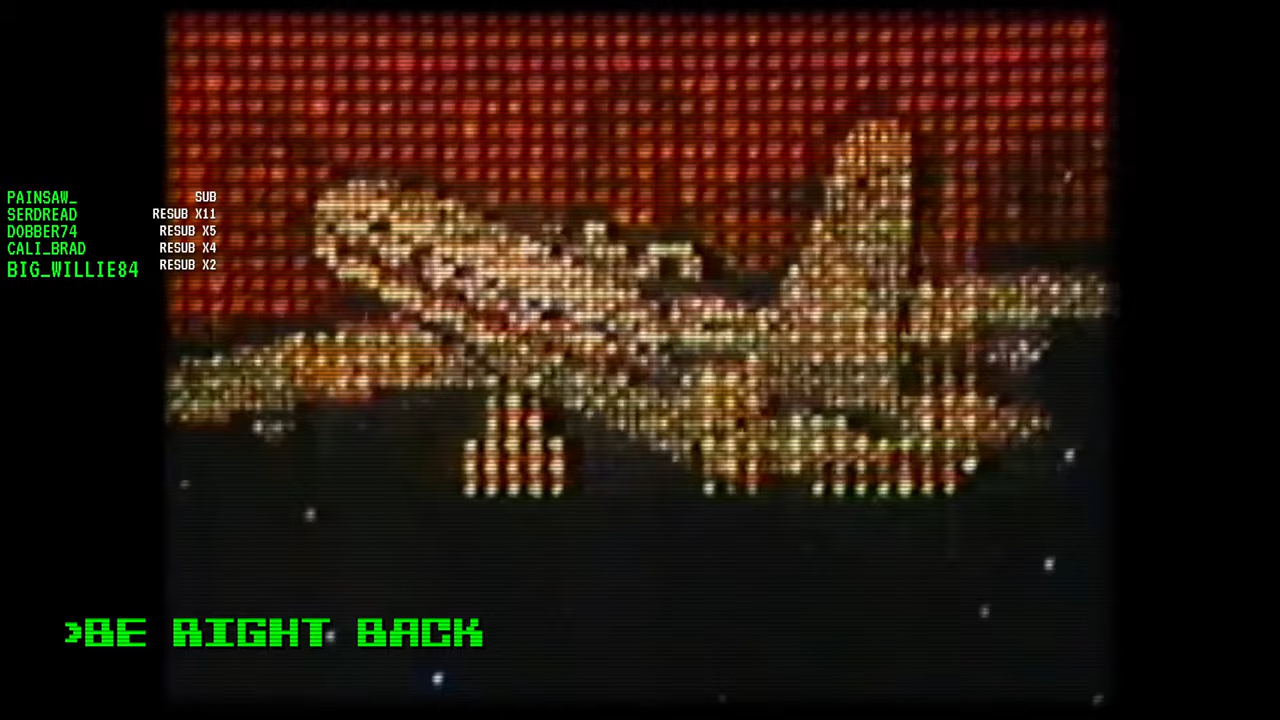 PAINSAW_ SUB
SERDREAD RESUB X11
DOBBER74 RESUB X5
CALI_BRAD RESUB X4
BIG_WILLIE84 RESUB X2
>BE RIGHT BACK